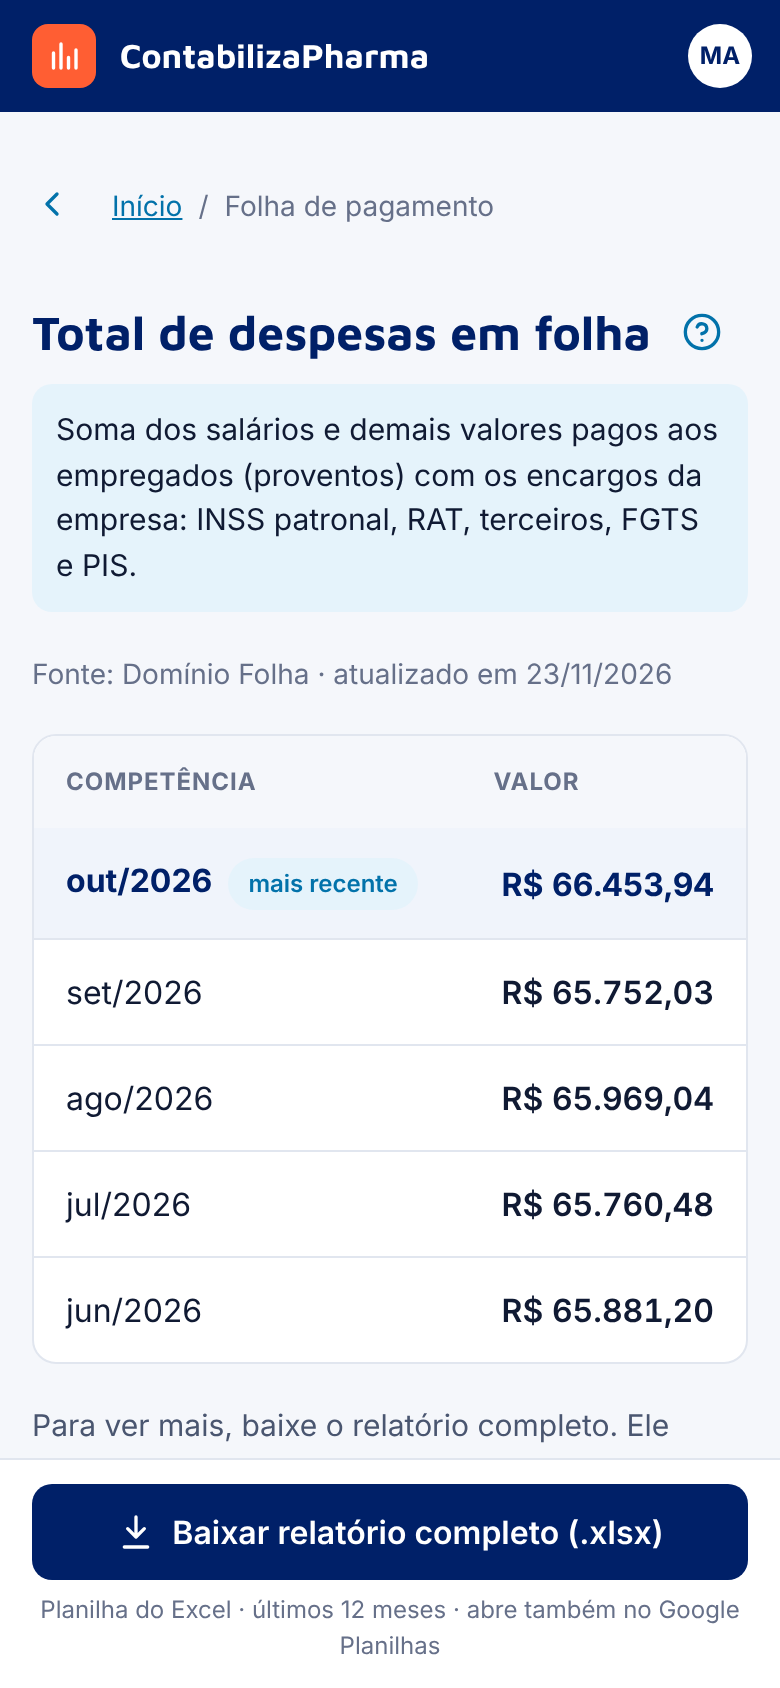 ContabilizaPharma
MA
Início / Folha de pagamento
Total de despesas em folha
Soma dos salários e demais valores pagos aos
empregados (proventos) com os encargos da
empresa: INSS patronal, RAT, terceiros, FGTS
e PIS.
Fonte: Domínio Folha · atualizado em 23/11/2026
COMPETÊNCIA VALOR
out/2026 mais recente R$ 66.453,94
set/2026 R$ 65.752,03
ago/2026 R$ 65.969,04
jul/2026 R$ 65.760,48
jun/2026 R$ 65.881,20
Para ver mais, baixe o relatório completo. Ele
Baixar relatório completo (.xlsx)
Planilha do Excel · últimos 12 meses · abre também no Google
Planilhas